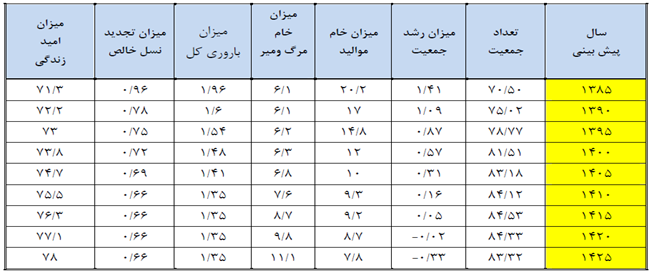 سال پیش بینی | تعداد جمعیت | میزان رشد جمعیت | میزان خام موالید | میزان خام مرگ ومیر | میزان باروری کل | میزان تجدید نسل خالص | میزان امید زندگی
۱۳۸۵ | ۷۰/۵۰ | ۱/۴۱ | ۲۰/۲ | ۶/۱ | ۱/۹۶ | ۰/۹۶ | ۷۱/۳
۱۳۹۰ | ۷۵/۰۲ | ۱/۰۹ | ۱۷ | ۶/۱ | ۱/۶ | ۰/۷۸ | ۷۲/۲
۱۳۹۵ | ۷۸/۷۷ | ۰/۸۷ | ۱۴/۸ | ۶/۲ | ۱/۵۴ | ۰/۷۵ | ۷۳
۱۴۰۰ | ۸۱/۵۱ | ۰/۵۷ | ۱۲ | ۶/۳ | ۱/۴۸ | ۰/۷۲ | ۷۳/۸
۱۴۰۵ | ۸۳/۱۸ | ۰/۳۱ | ۱۰ | ۶/۸ | ۱/۴۱ | ۰/۶۹ | ۷۴/۷
۱۴۱۰ | ۸۴/۱۲ | ۰/۱۶ | ۹/۳ | ۷/۶ | ۱/۳۵ | ۰/۶۶ | ۷۵/۵
۱۴۱۵ | ۸۴/۵۳ | ۰/۰۵ | ۹/۲ | ۸/۷ | ۱/۳۵ | ۰/۶۶ | ۷۶/۳
۱۴۲۰ | ۸۴/۳۳ | -۰/۰۲ | ۸/۷ | ۹/۸ | ۱/۳۵ | ۰/۶۶ | ۷۷/۱
۱۴۲۵ | ۸۳/۳۲ | -۰/۳۳ | ۷/۸ | ۱۱/۱ | ۱/۳۵ | ۰/۶۶ | ۷۸